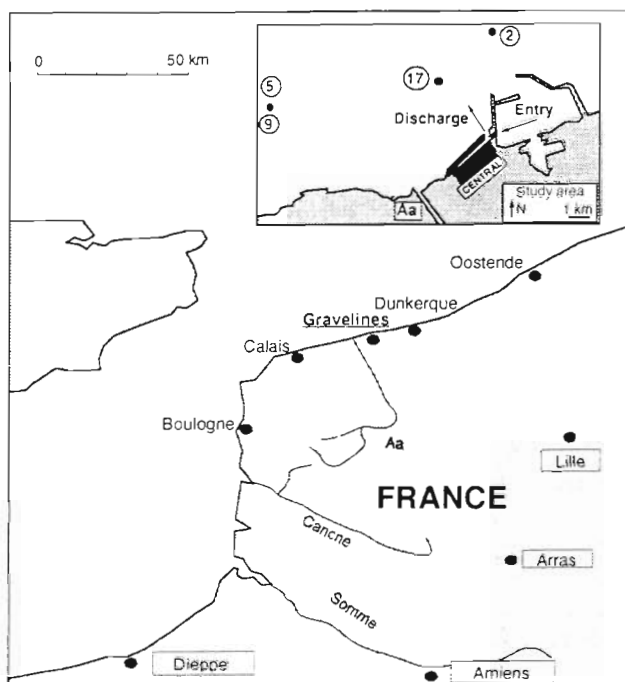 0 50 km
2
5
17
9
Discharge
Entry
CENTRAL
Aa
Study area
N 1 km
Oostende
Dunkerque
Gravelines
Calais
Boulogne
Aa
Lille
FRANCE
Cancne
Arras
Somme
Dieppe
Amiens